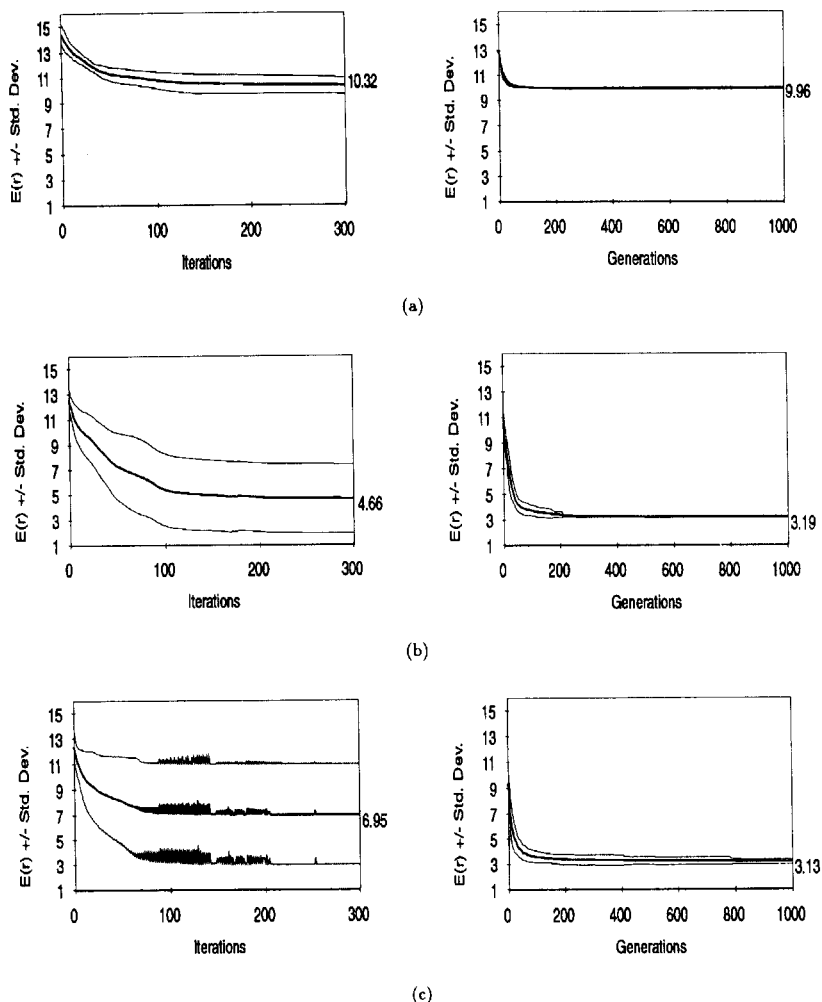 E(r) +/- Std. Dev.
15
13
11
9
7
5
3
1
0 100 200 300
Iterations
10.32
E(r) +/- Std. Dev.
15
13
11
9
7
5
3
1
0 200 400 600 800 1000
Generations
9.96
(a)
E(r) +/- Std. Dev.
15
13
11
9
7
5
3
1
0 100 200 300
Iterations
4.66
E(r) +/- Std. Dev.
15
13
11
9
7
5
3
1
0 200 400 600 800 1000
Generations
3.19
(b)
E(r) +/- Std. Dev.
15
13
11
9
7
5
3
1
0 100 200 300
Iterations
6.95
E(r) +/- Std. Dev.
15
13
11
9
7
5
3
1
0 200 400 600 800 1000
Generations
3.13
(c)